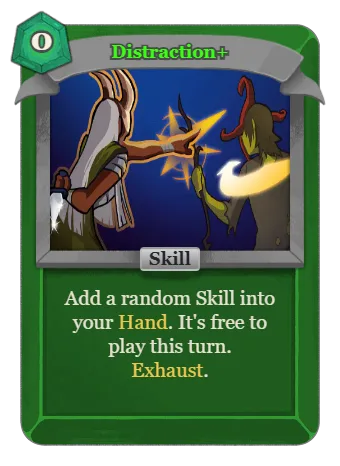 0
Distraction+
Skill
Add a random Skill into
your Hand. It's free to
play this turn.
Exhaust.